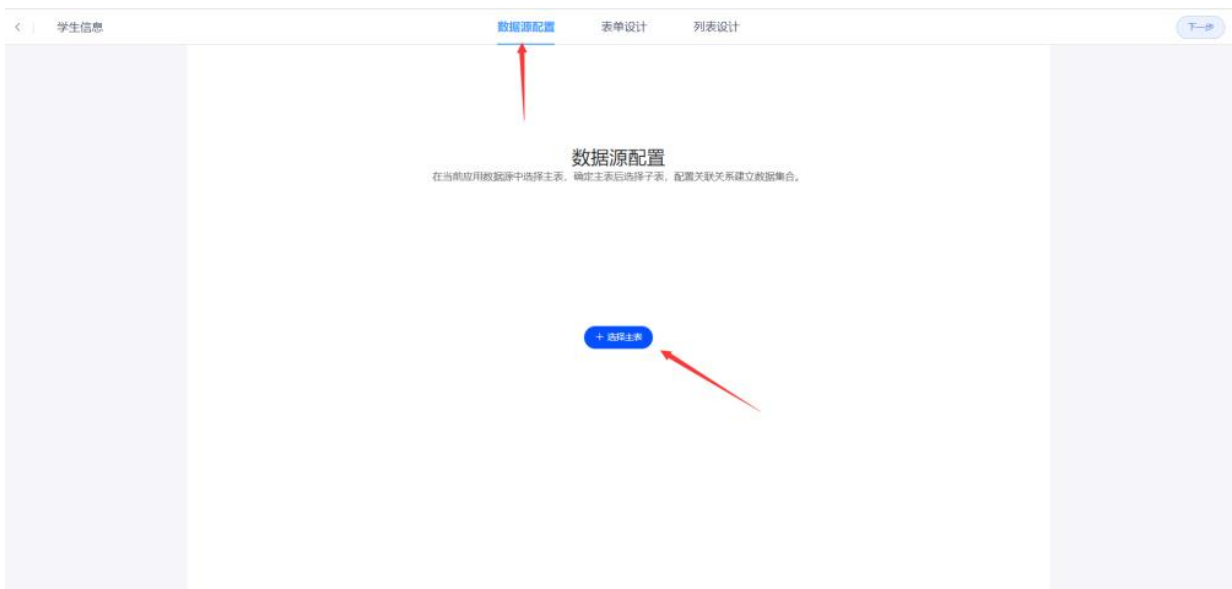 学生信息 数据源配置 表单设计 列表设计 下一步
数据源配置
在当前应用数据源中选择主表，确定主表后选择子表，配置关联关系建立数据集合。
+ 选择主表